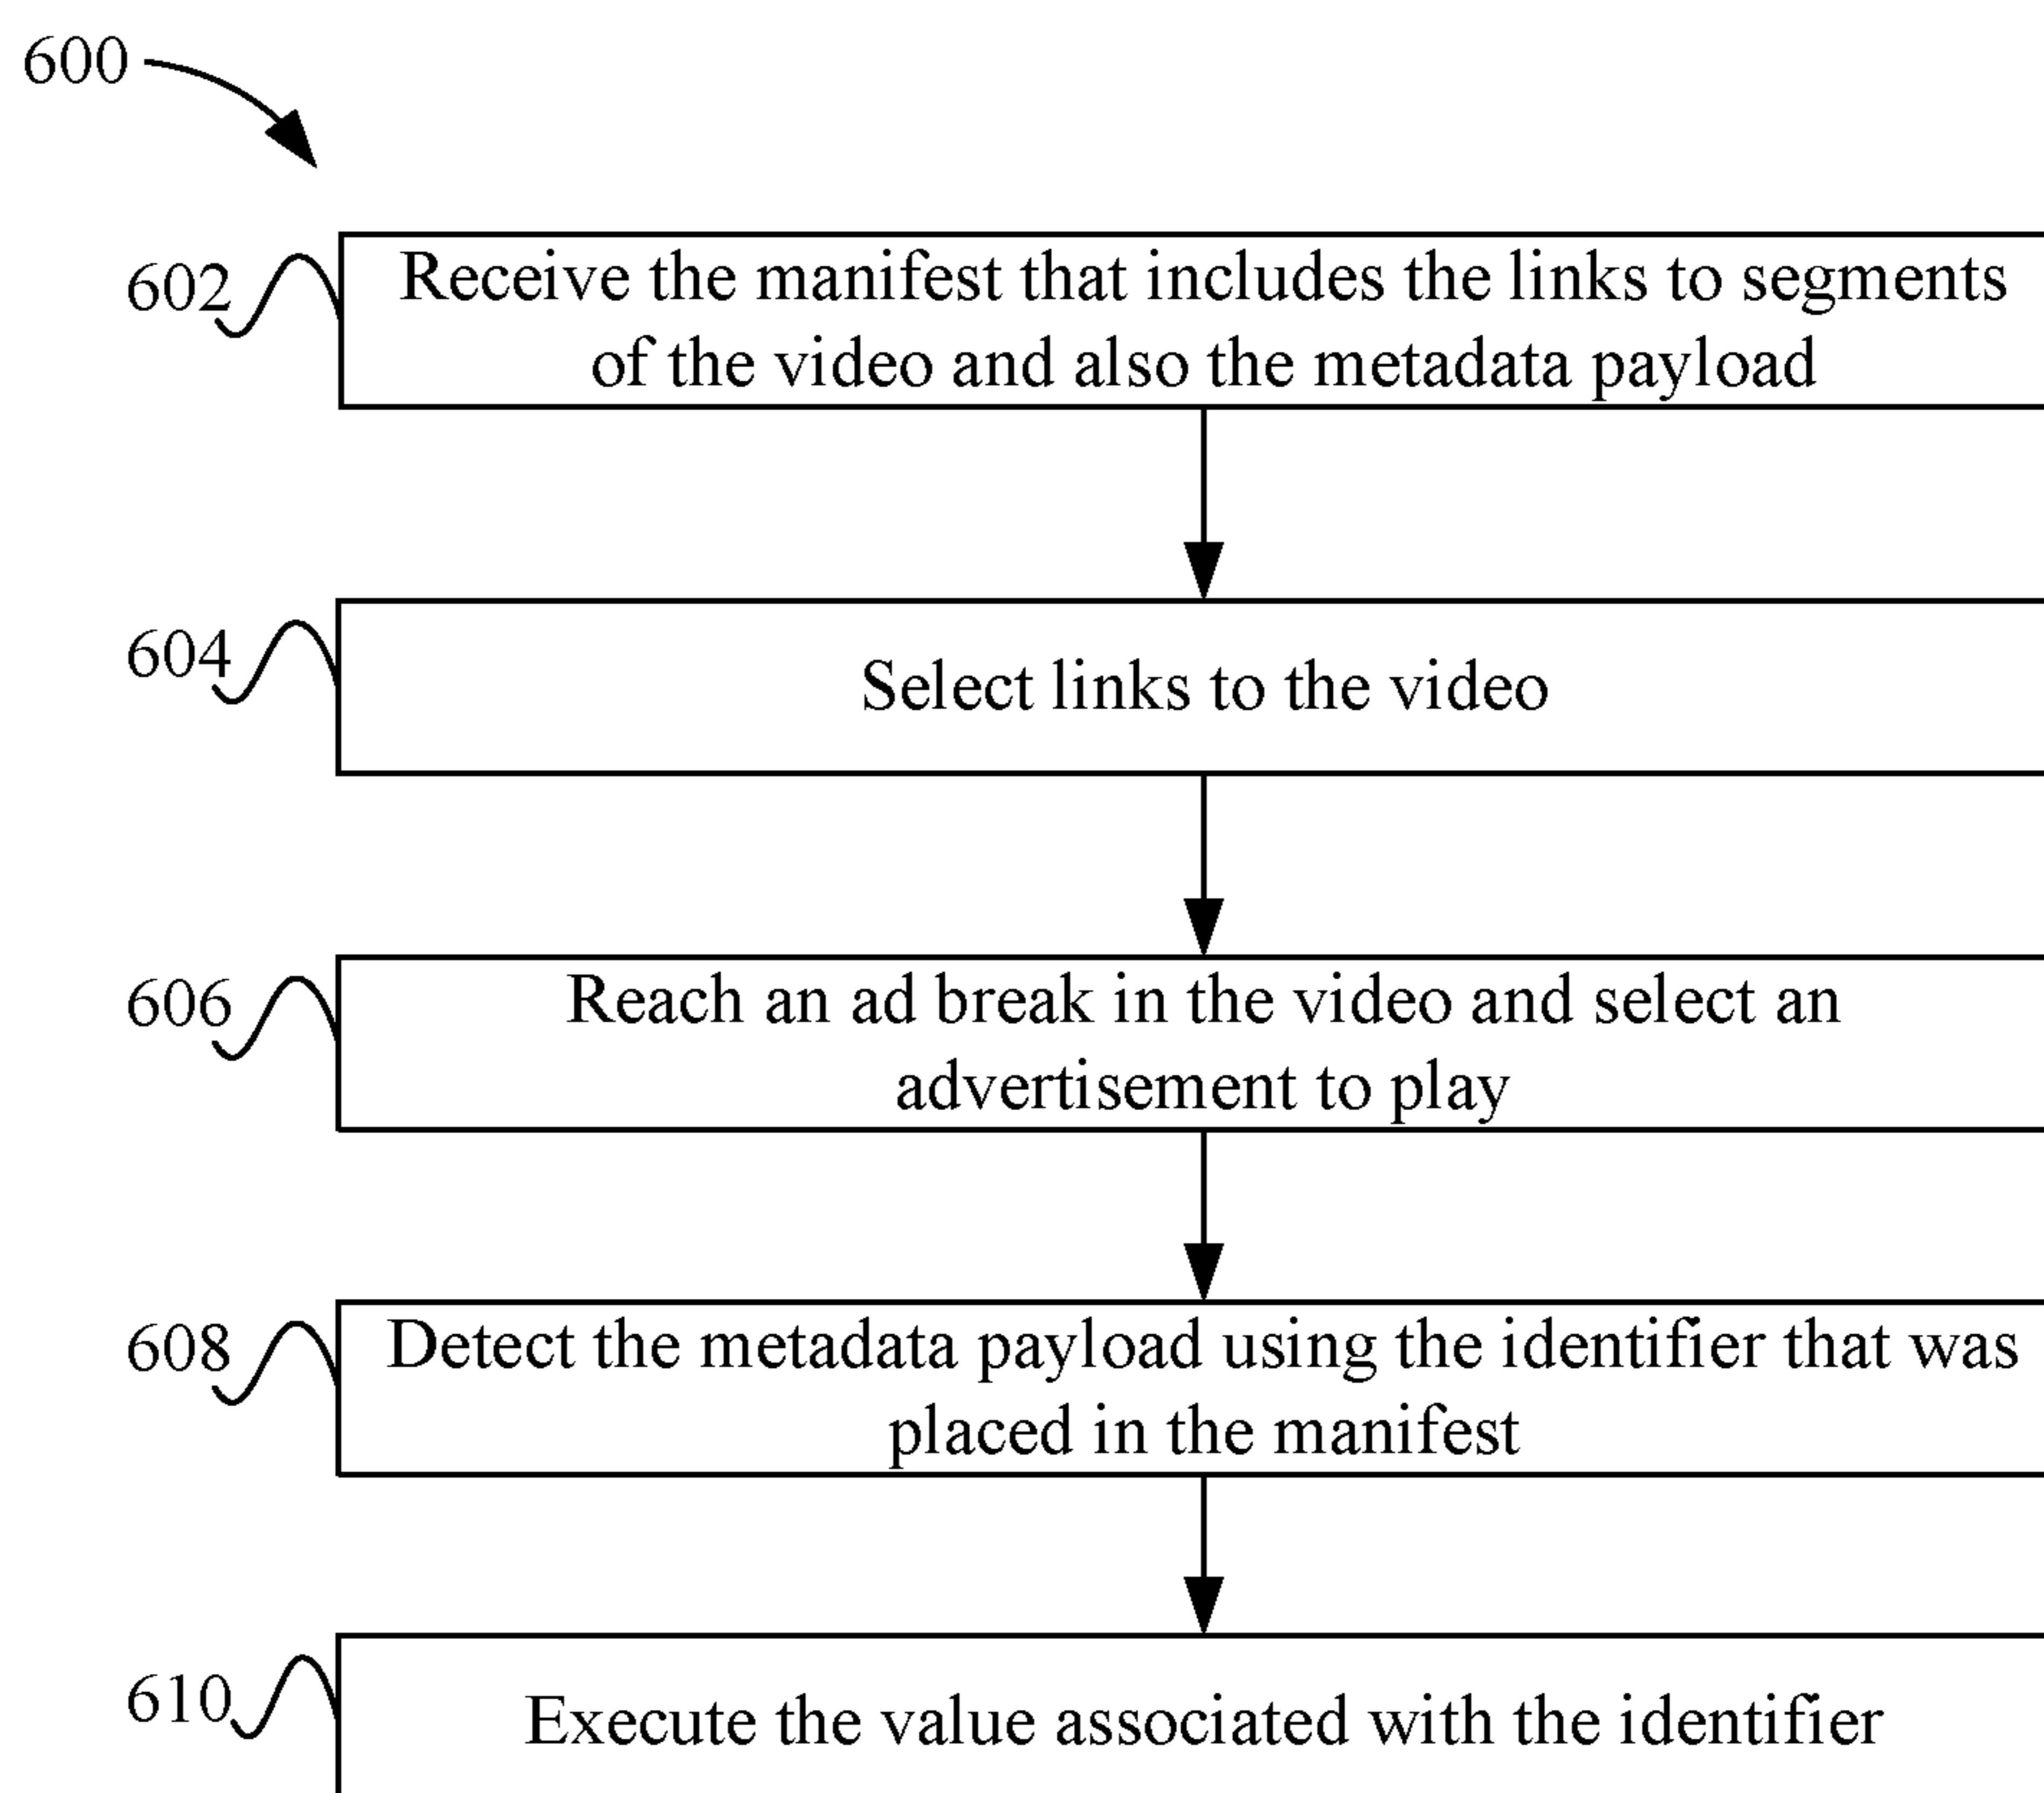 600
602
Receive the manifest that includes the links to segments
of the video and also the metadata payload
604
Select links to the video
606
Reach an ad break in the video and select an
advertisement to play
608
Detect the metadata payload using the identifier that was
placed in the manifest
610
Execute the value associated with the identifier